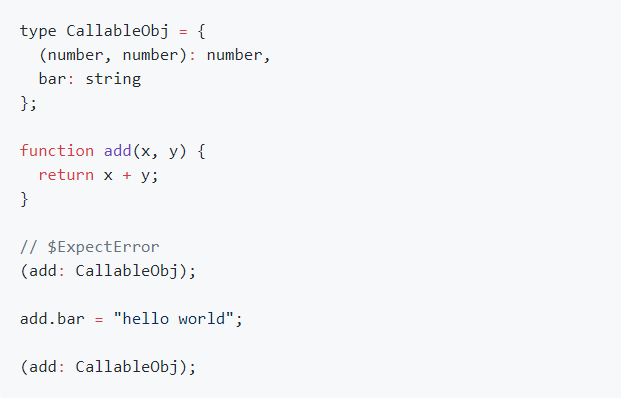 type CallableObj = {
  (number, number): number,
  bar: string
};

function add(x, y) {
  return x + y;
}

// $ExpectError
(add: CallableObj);

add.bar = "hello world";

(add: CallableObj);